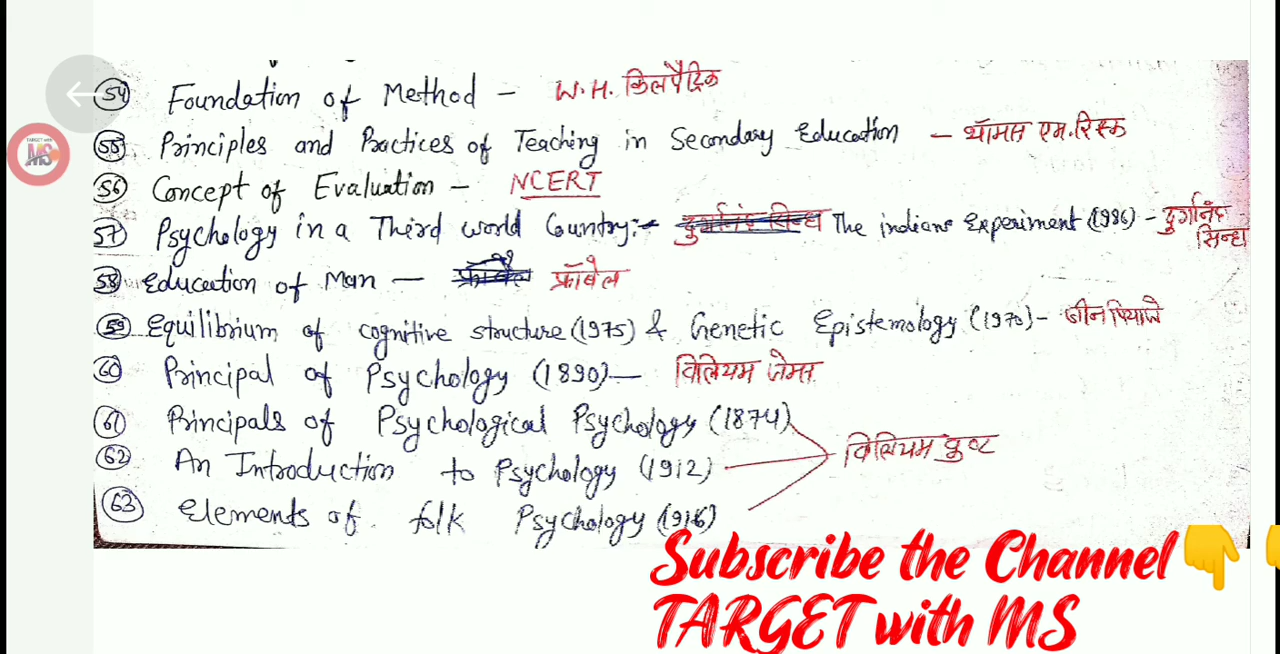 54 Foundation of Method - W.H. किलपैट्रिक
55 Principles and Practices of Teaching in Secondary Education - थॉमस एम.रिस्क
56 Concept of Evaluation - NCERT
57 Psychology in a Third world Country:- दुर्गानंद सिन्हा The indians Experiment (1986) - दुर्गानंद सिन्हा
58 Education of Man - फ्रॉबेल
59 Equilibrium of cognitive structure (1975) & Genetic Epistemology (1970) - जीन पियाजे
60 Principal of Psychology (1890) - विलियम जेम्स
61 Principals of Psychological Psychology (1874)
62 An Introduction to Psychology (1912) विलियम वुण्ट
63 Elements of folk Psychology (1916)
TARGET with MS
Subscribe the Channel
TARGET with MS